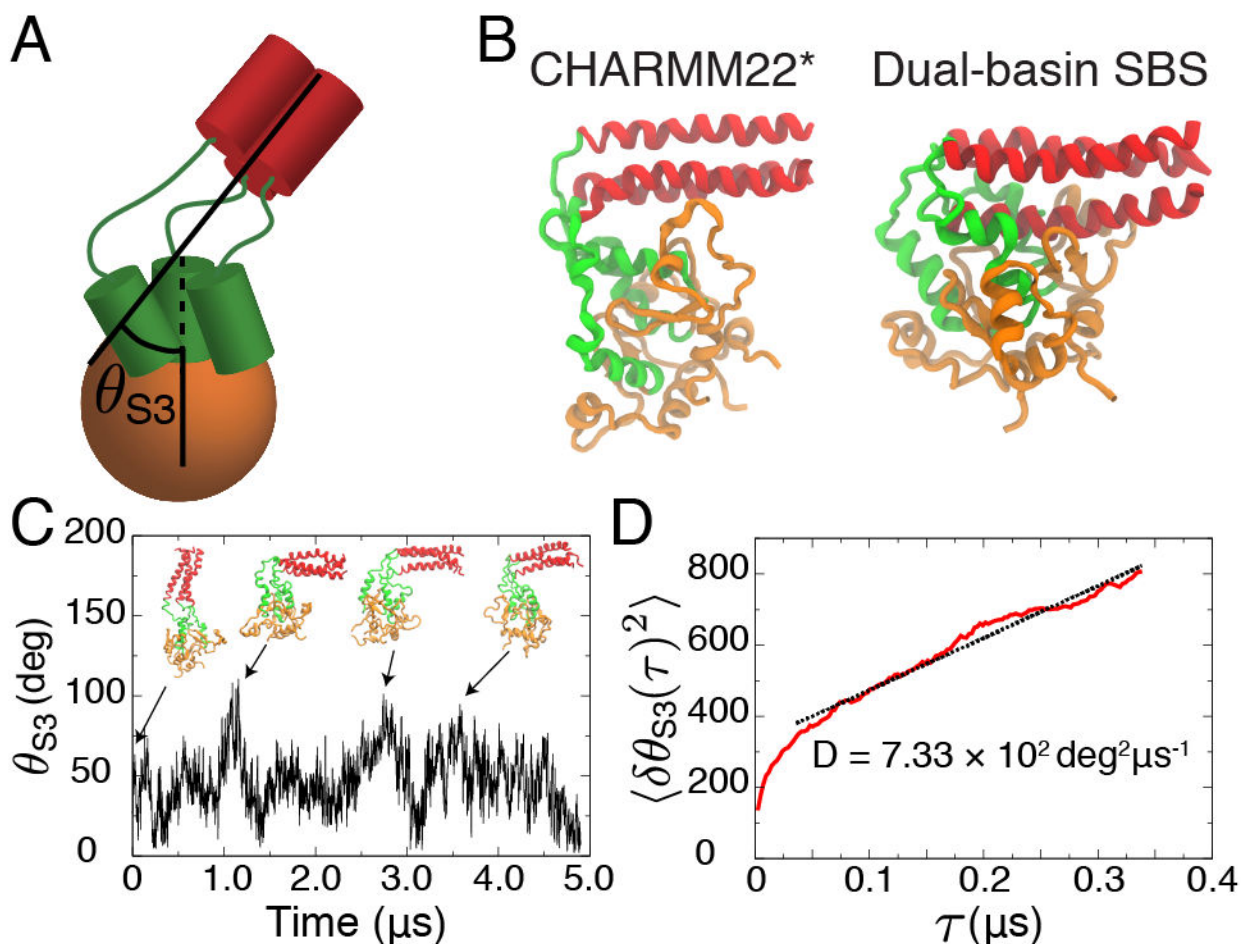 A
θS3
B
CHARMM22*
Dual-basin SBS
C
θS3 (deg)
200
150
100
50
0
0
1.0
2.0
3.0
4.0
5.0
Time (μs)
D
⟨δθS3(τ)²⟩
800
600
400
200
0
D = 7.33 × 10² deg²μs⁻¹
0
0.1
0.2
0.3
0.4
τ(μs)